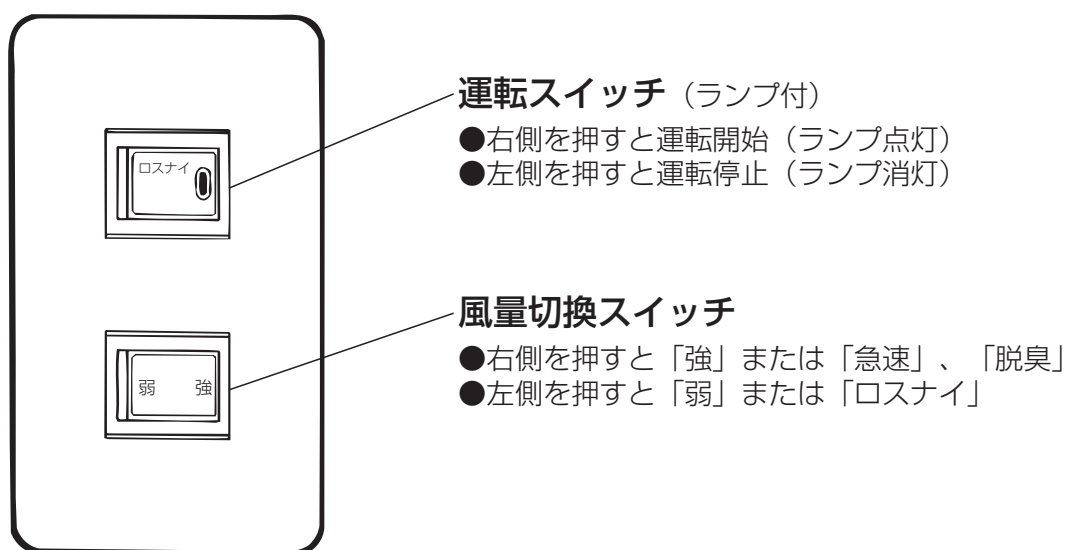 運転スイッチ（ランプ付）
●右側を押すと運転開始（ランプ点灯）
●左側を押すと運転停止（ランプ消灯）
ロスナイ
風量切換スイッチ
●右側を押すと「強」または「急速」、「脱臭」
●左側を押すと「弱」または「ロスナイ」
弱 強